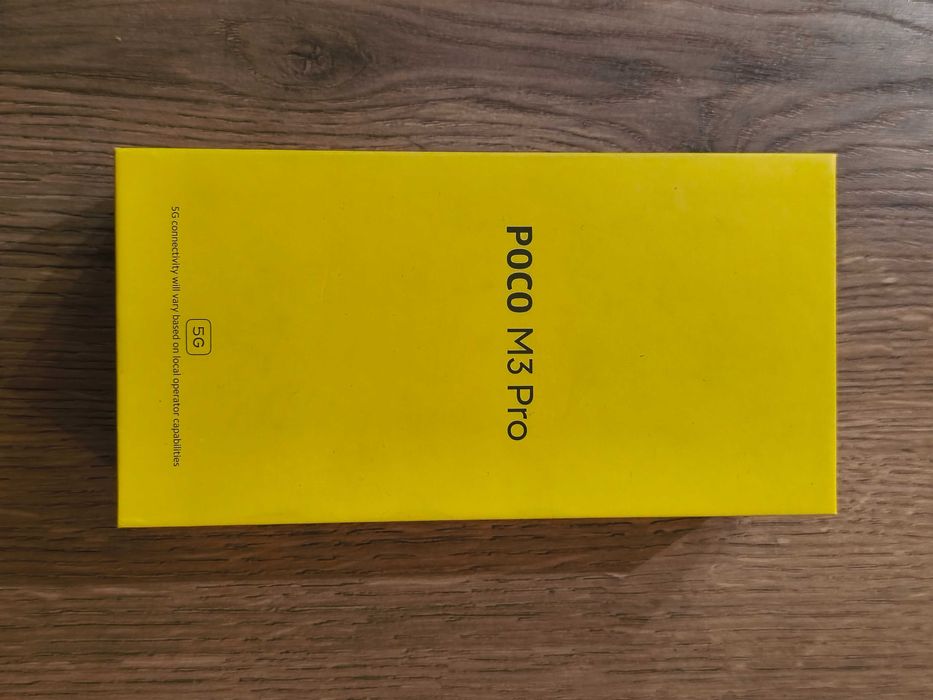 POCO M3 Pro
5G
5G connectivity will vary based on local operator capabilities